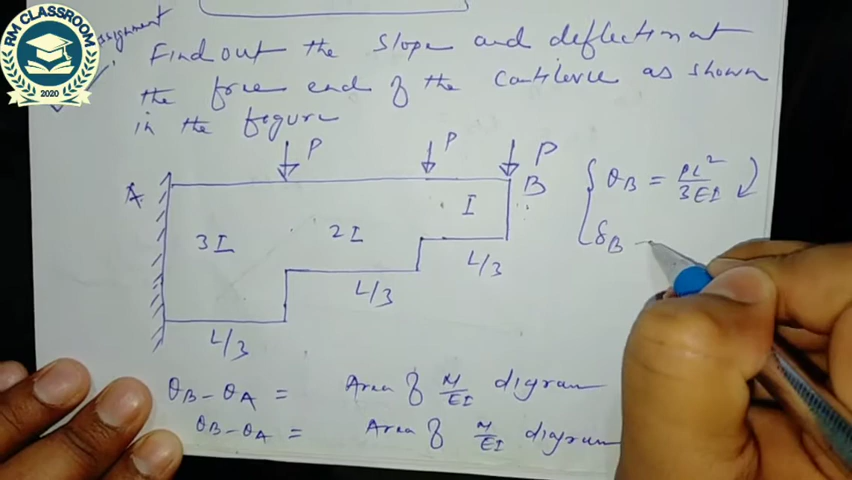 RM CLASSROOM
2020
assignment
Find out the slope and deflection at
the free end of the cantilever as shown
in the fegure
P P P
A B
3I 2I I
L/3 L/3 L/3
θB = PL²/3EI
δB
θB - θA = Area of M/EI digram
θB - θA = Area of M/EI diagram